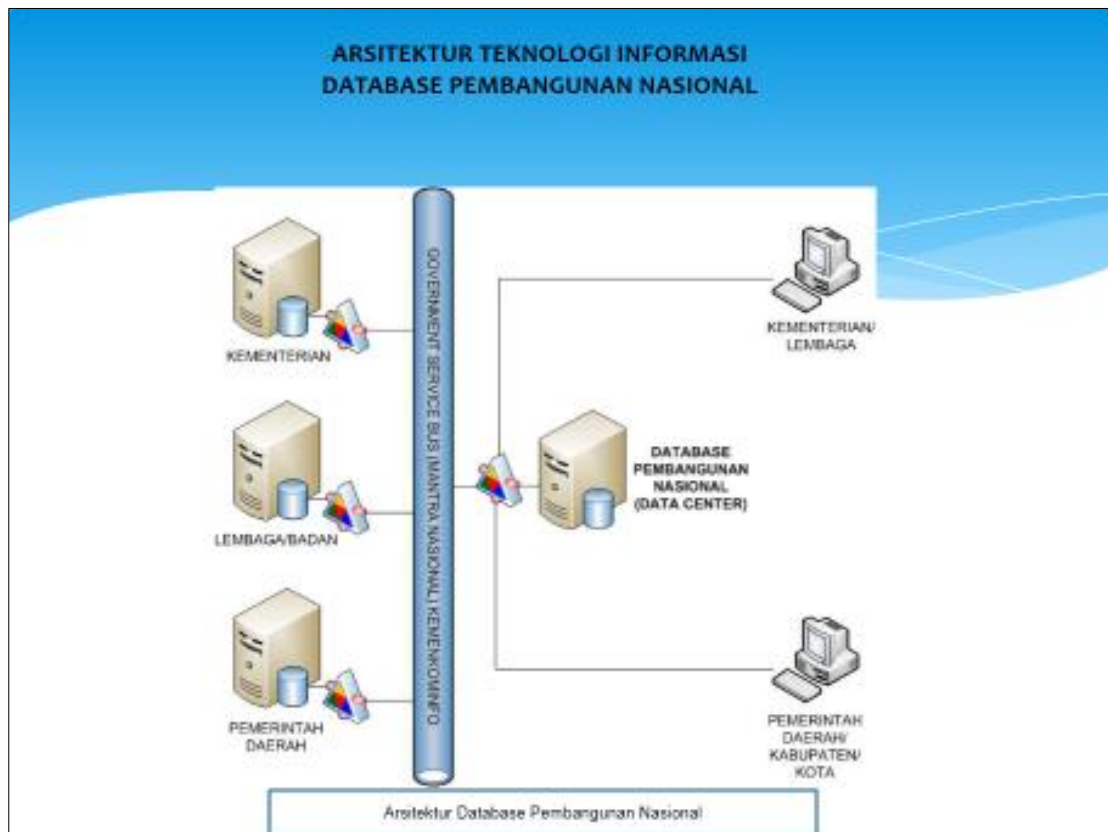 ARSITEKTUR TEKNOLOGI INFORMASI
DATABASE PEMBANGUNAN NASIONAL
KEMENTERIAN
LEMBAGA/BADAN
PEMERINTAH
DAERAH
GOVERNMENT SERVICE BUS (MANTRA NASIONAL) KEMENKOMINFO
KEMENTERIAN/
LEMBAGA
DATABASE
PEMBANGUNAN
NASIONAL
(DATA CENTER)
PEMERINTAH
DAERAH/
KABUPATEN/
KOTA
Arsitektur Database Pembangunan Nasional